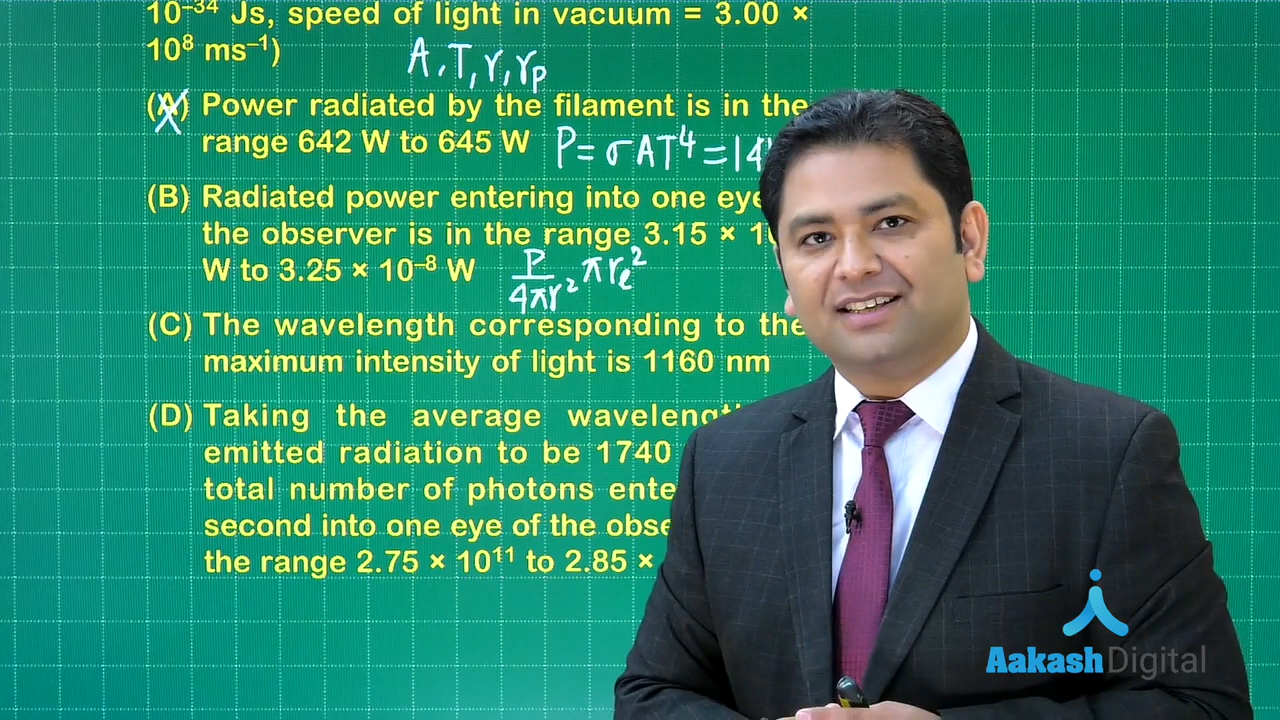 10⁻³⁴ Js, speed of light in vacuum = 3.00 ×
10⁸ ms⁻¹)
A, T, r, rₚ
(A) Power radiated by the filament is in the
range 642 W to 645 W
P = σAT⁴ = 14
(B) Radiated power entering into one eye
the observer is in the range 3.15 ×
W to 3.25 × 10⁻⁸ W
P/4πr² πrₑ²
(C) The wavelength corresponding to the
maximum intensity of light is 1160 nm
(D) Taking the average
emitted radiation to be 1740
total number of photons
second into one eye of the
the range 2.75 × 10¹¹ to 2.85 ×
Aakash Digital